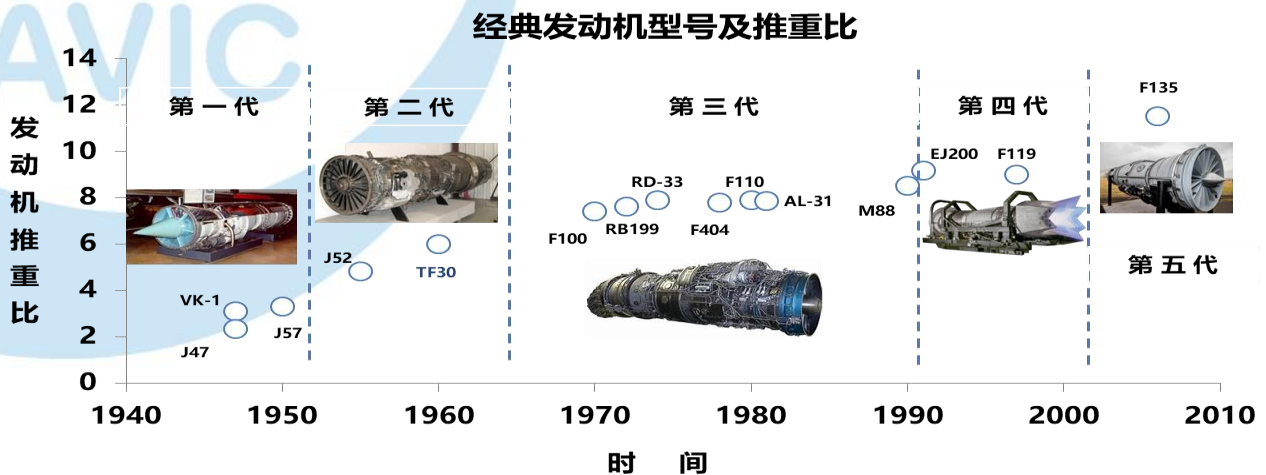 经典发动机型号及推重比
AVIC
14
12
10
8
6
4
2
0
发动机推重比
第一代
第二代
第三代
第四代
第五代
VK-1
J47
J57
J52
TF30
F100
RB199
RD-33
F404
F110
AL-31
M88
EJ200
F119
F135
1940
1950
1960
1970
1980
1990
2000
2010
时 间